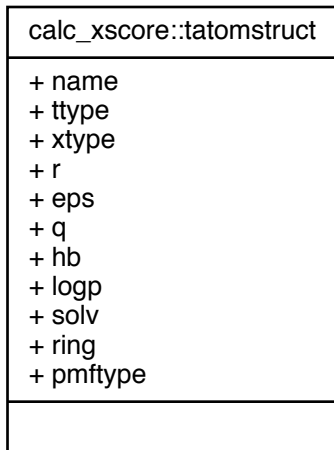 calc_xscore::tatomstruct
+ name
+ ttype
+ xtype
+ r
+ eps
+ q
+ hb
+ logp
+ solv
+ ring
+ pmftype